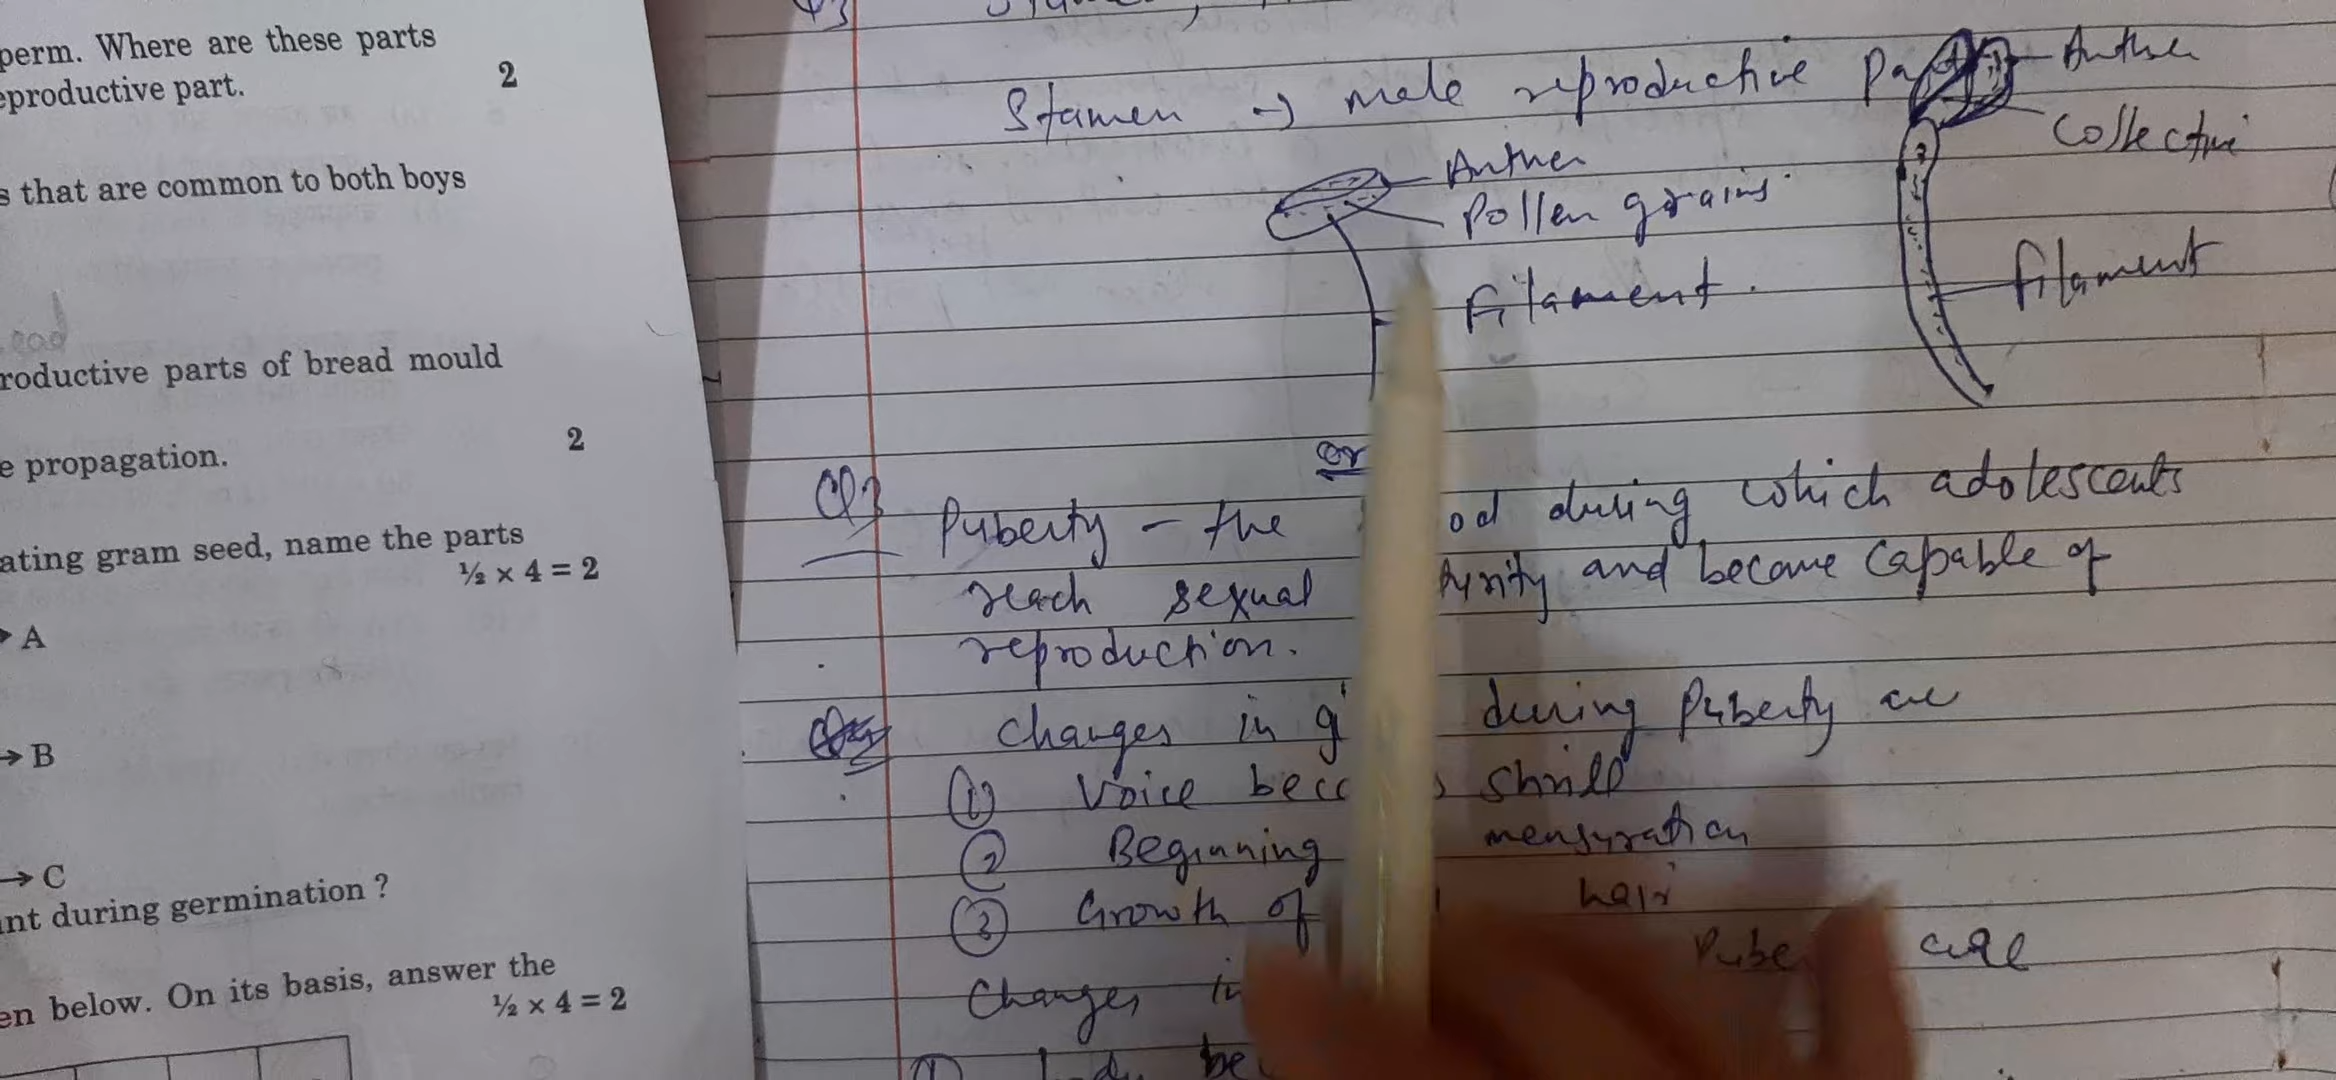 perm. Where are these parts
eproductive part.
2
s that are common to both boys
roductive parts of bread mould
2
e propagation.
ating gram seed, name the parts
½ × 4 = 2
→ A
→ B
→ C
nt during germination ?
en below. On its basis, answer the
½ × 4 = 2
Stamen → male reproductive Pa
Anther
Collective
Filament
Anther
Pollen grains
Filament.
or
Q3 Puberty - the od during which adolescents
reach sexual urity and become capable of
reproduction.
Changes in g during Puberty are
① Voice bec s shrill
② Beginning mensuration
③ Growth of hair
Changes in Pube are